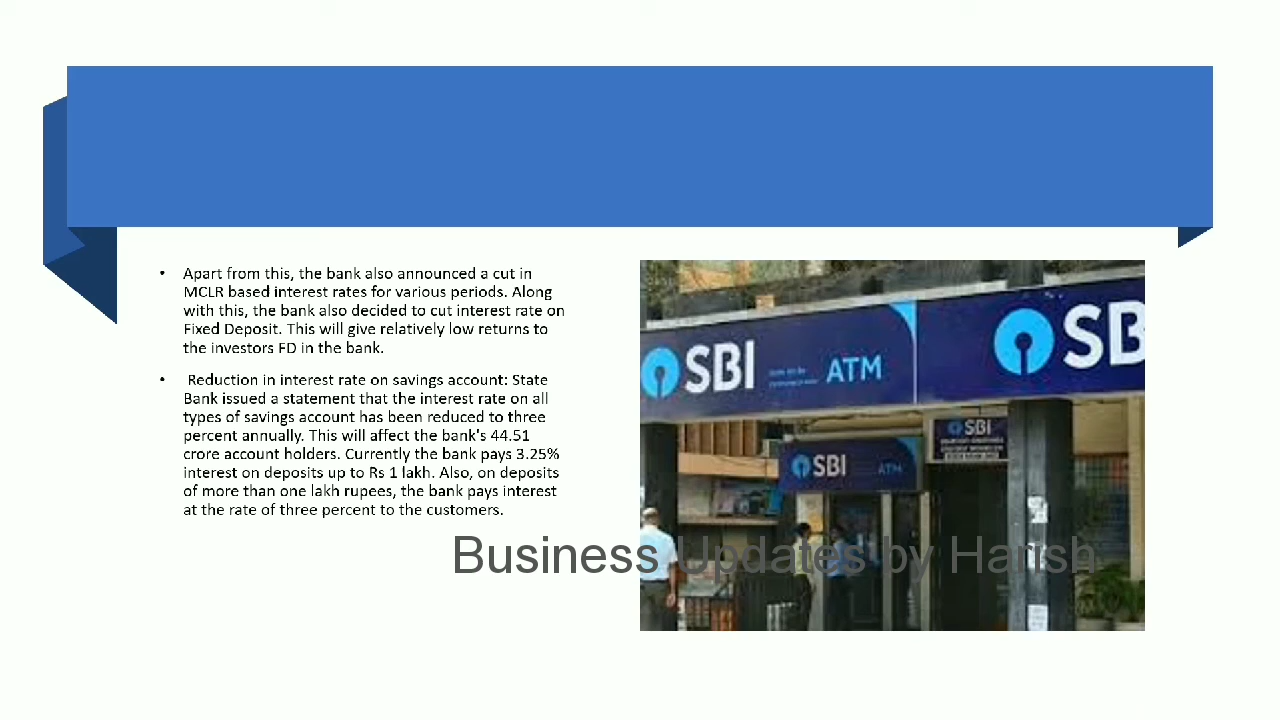 • Apart from this, the bank also announced a cut in
MCLR based interest rates for various periods. Along
with this, the bank also decided to cut interest rate on
Fixed Deposit. This will give relatively low returns to
the investors FD in the bank.
• Reduction in interest rate on savings account: State
Bank issued a statement that the interest rate on all
types of savings account has been reduced to three
percent annually. This will affect the bank's 44.51
crore account holders. Currently the bank pays 3.25%
interest on deposits up to Rs 1 lakh. Also, on deposits
of more than one lakh rupees, the bank pays interest
at the rate of three percent to the customers.
SBI ATM
SB
SBI
SBI ATM
Business Updates by Harish